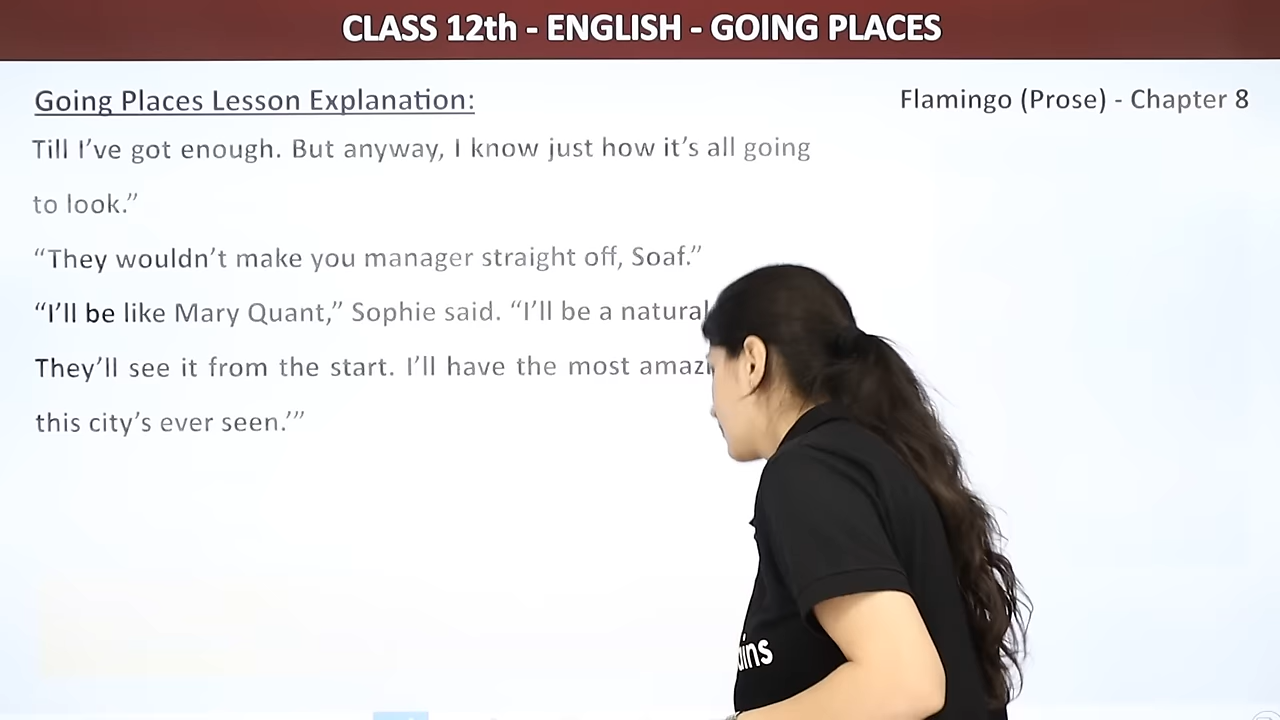 CLASS 12th - ENGLISH - GOING PLACES
Going Places Lesson Explanation:
Flamingo (Prose) - Chapter 8
Till I’ve got enough. But anyway, I know just how it’s all going
to look.”
“They wouldn’t make you manager straight off, Soaf.”
“I’ll be like Mary Quant,” Sophie said. “I’ll be a natural
They’ll see it from the start. I’ll have the most
this city’s ever seen.’”